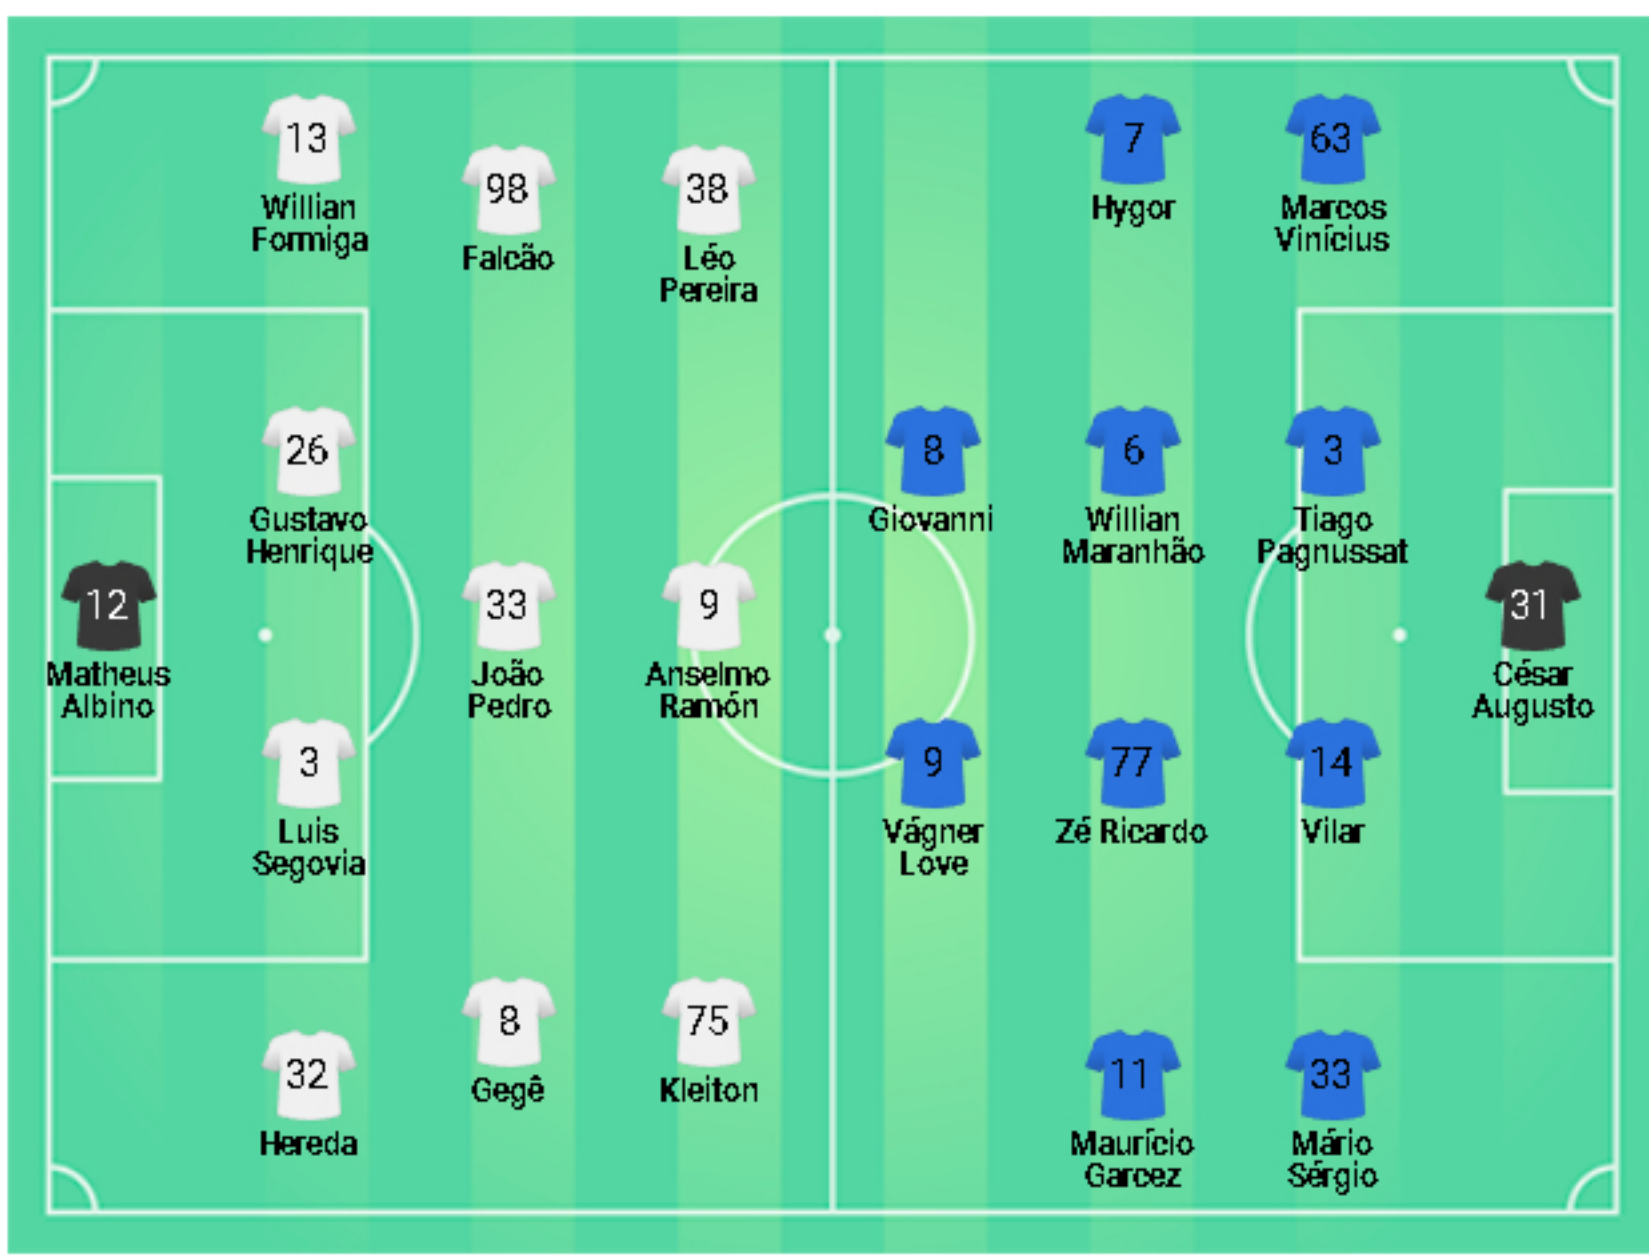 13
Willian
Formiga
98
Falcão
38
Léo
Pereira
7
Hygor
63
Marcos
Vinícius
26
Gustavo
Henrique
8
Giovanni
6
Willian
Maranhão
3
Tiago
Pagnussat
12
Matheus
Albino
33
João
Pedro
9
Anselmo
Ramón
31
César
Augusto
3
Luis
Segovia
9
Vágner
Love
77
Zé Ricardo
14
Vilar
32
Hereda
8
Gegê
75
Kleiton
11
Maurício
Garcez
33
Mário
Sérgio